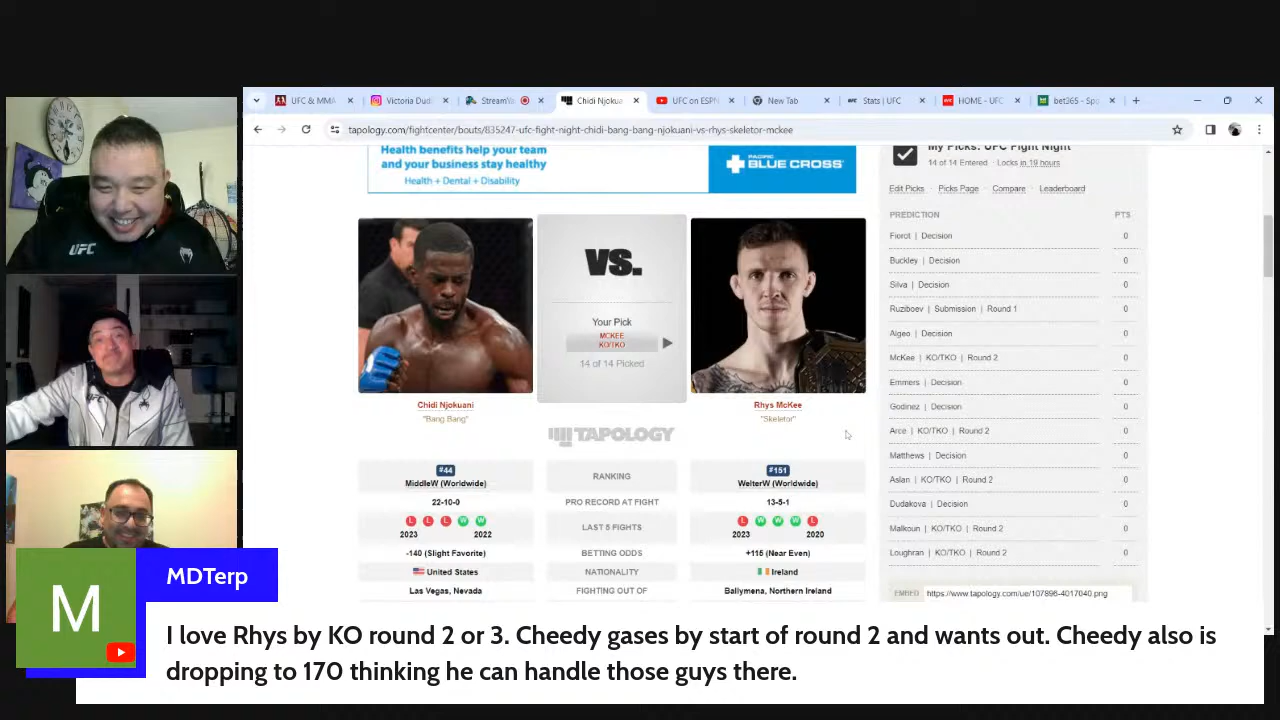 UFC & MMA
Victoria Dud
StreamYa
Chidi Njokua
UFC on ESPN
New Tab
Stats | UFC
HOME - UFC
bet365 - Spo
tapology.com/fightcenter/bouts/835247-ufc-fight-night-chidi-bang-bang-njokuani-vs-rhys-skeletor-mckee
Health benefits help your team
and your business stay healthy
Health + Dental + Disability
PACIFIC
BLUE CROSS
My Picks: UFC Fight Night
14 of 14 Entered · Locks in 19 hours
Edit Picks · Picks Page · Compare · Leaderboard
PREDICTION PTS
Fiorot | Decision 0
Buckley | Decision 0
Silva | Decision 0
Ruziboev | Submission | Round 1 0
Algeo | Decision 0
McKee | KO/TKO | Round 2 0
Emmers | Decision 0
Godinez | Decision 0
Arce | KO/TKO | Round 2 0
Matthews | Decision 0
Aslan | KO/TKO | Round 2 0
Dudakova | Decision 0
Malkoun | KO/TKO | Round 2 0
Loughran | KO/TKO | Round 2 0
EMBED https://www.tapology.com/ue/107896-4017040.png
VS.
Your Pick
MCKEE
KO/TKO
14 of 14 Picked
Chidi Njokuani
"Bang Bang"
Rhys McKee
"Skeletor"
TAPOLOGY
#44
MiddleW (Worldwide)
RANKING
#151
WelterW (Worldwide)
22-10-0 PRO RECORD AT FIGHT 13-5-1
L L L W W
LAST 5 FIGHTS
L W W W L
2023 2022
2023 2020
-140 (Slight Favorite) BETTING ODDS +115 (Near Even)
United States NATIONALITY Ireland
Las Vegas, Nevada FIGHTING OUT OF Ballymena, Northern Ireland
UFC
M
MDTerp
I love Rhys by KO round 2 or 3. Cheedy gases by start of round 2 and wants out. Cheedy also is
dropping to 170 thinking he can handle those guys there.